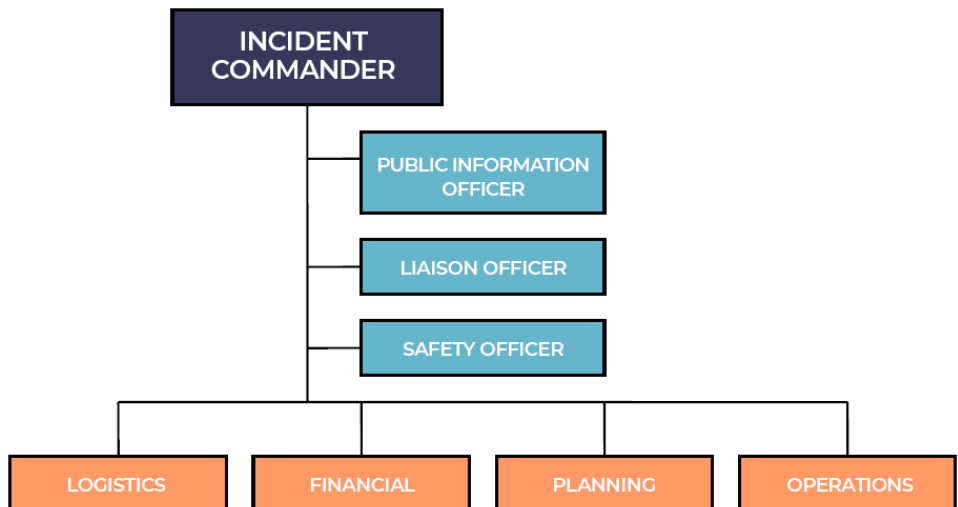 INCIDENT
COMMANDER
PUBLIC INFORMATION
OFFICER
LIAISON OFFICER
SAFETY OFFICER
LOGISTICS
FINANCIAL
PLANNING
OPERATIONS